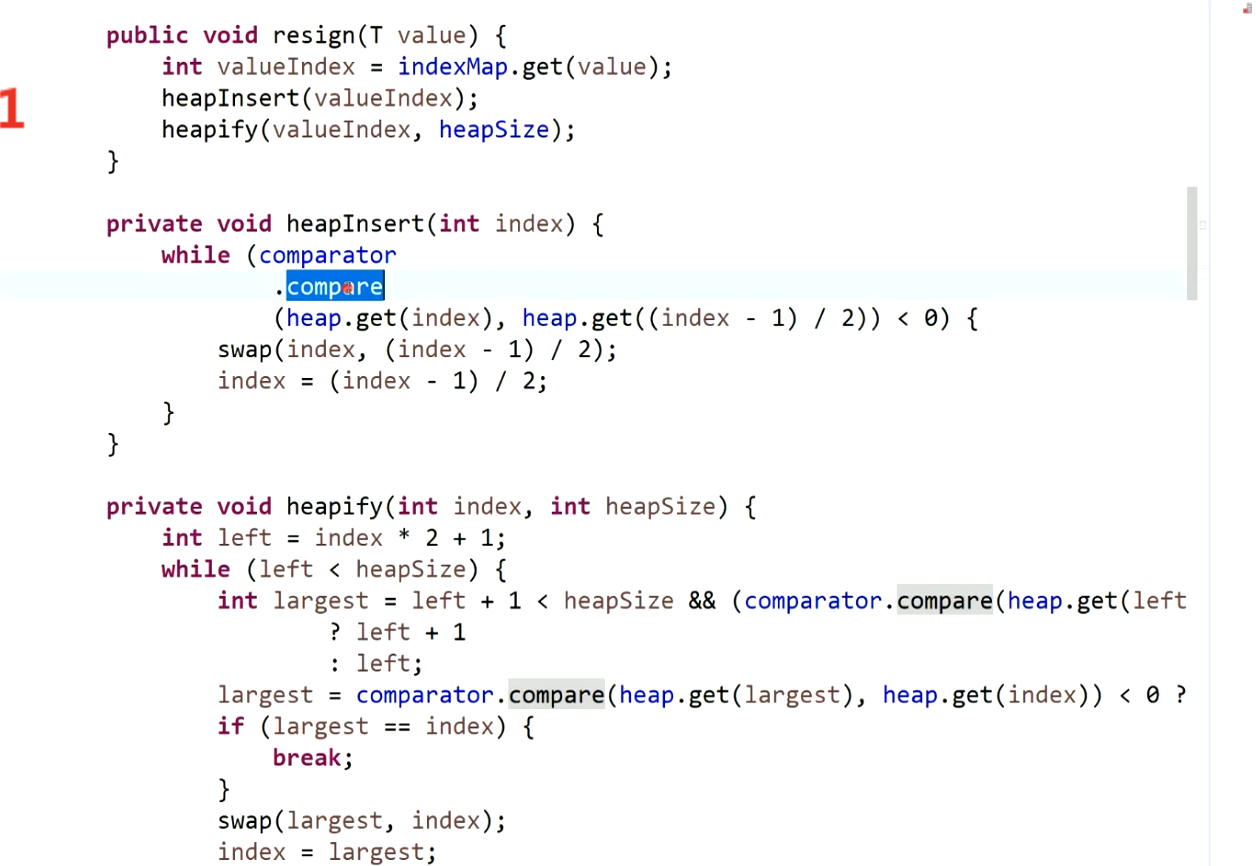 public void resign(T value) {
    int valueIndex = indexMap.get(value);
    heapInsert(valueIndex);
1
    heapify(valueIndex, heapSize);
}
private void heapInsert(int index) {
    while (comparator
            .compare
            (heap.get(index), heap.get((index - 1) / 2)) < 0) {
        swap(index, (index - 1) / 2);
        index = (index - 1) / 2;
    }
}
private void heapify(int index, int heapSize) {
    int left = index * 2 + 1;
    while (left < heapSize) {
        int largest = left + 1 < heapSize && (comparator.compare(heap.get(left
                ? left + 1
                : left;
        largest = comparator.compare(heap.get(largest), heap.get(index)) < 0 ?
        if (largest == index) {
            break;
        }
        swap(largest, index);
        index = largest;